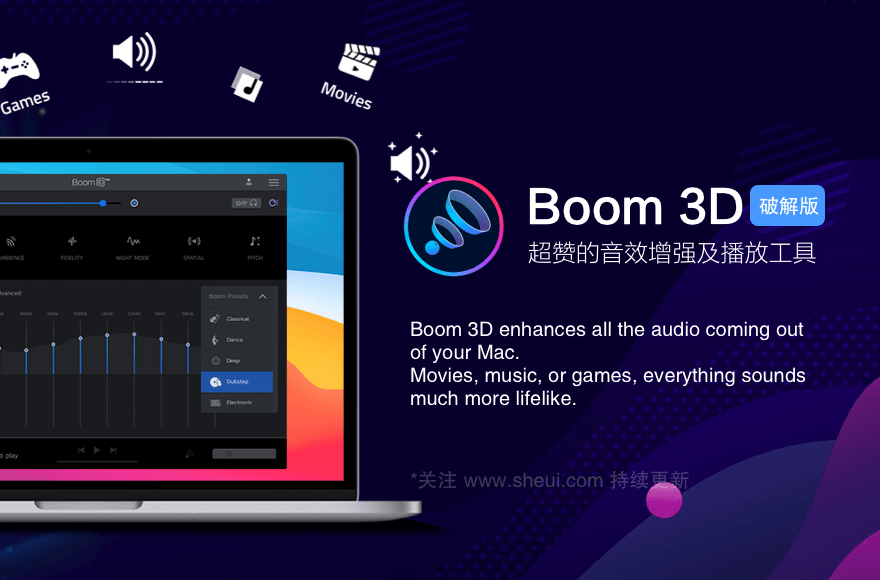 Games
Movies
Boom 3D 破解版
超赞的音效增强及播放工具
Boom 3D enhances all the audio coming out
of your Mac.
Movies, music, or games, everything sounds
much more lifelike.
*关注 www.sheui.com 持续更新
Boom
OFF
FIDELITY
NIGHT MODE
SPATIAL
PITCH
Boom Presets
Classical
Dance
Deep
Dubstep
Electronic
play